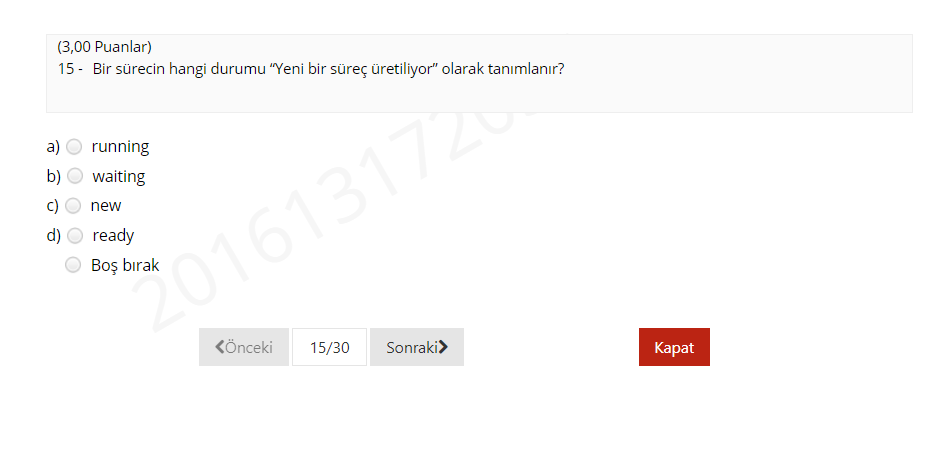 (3,00 Puanlar)
15 - Bir sürecin hangi durumu “Yeni bir süreç üretiliyor” olarak tanımlanır?
a) running
b) waiting
c) new
d) ready
Boş bırak
Önceki 15/30 Sonraki Kapat